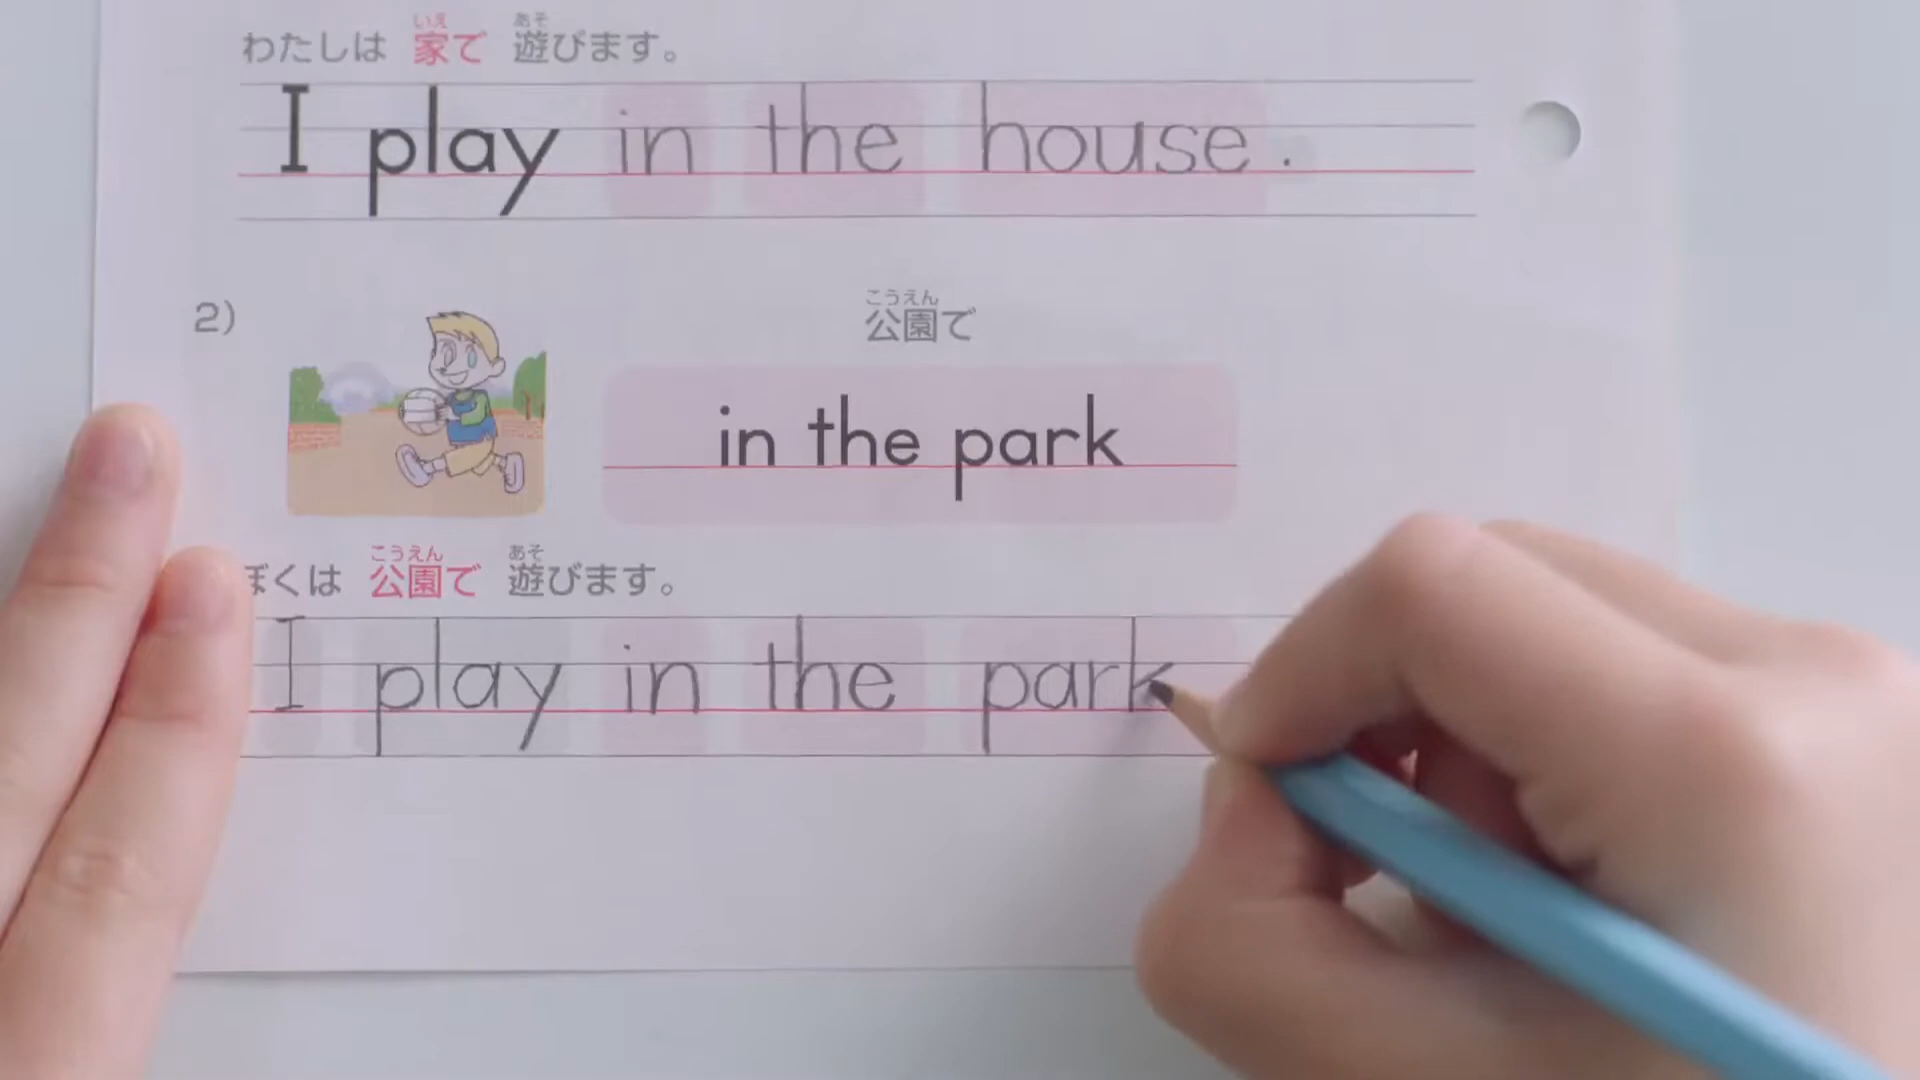 わたしは 家で 遊びます。
I play in the house.
2)
公園で
in the park
ぼくは 公園で 遊びます。
I play in the park